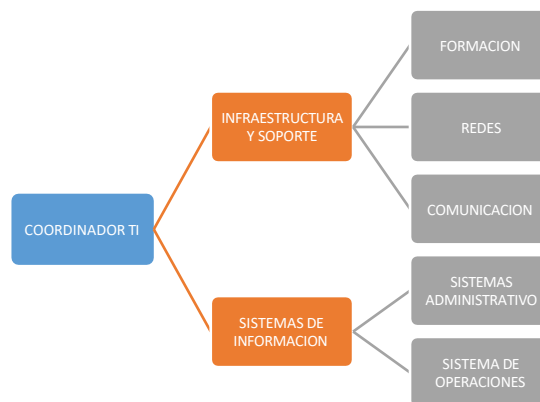 FORMACION
INFRAESTRUCTURA
Y SOPORTE
REDES
COMUNICACION
COORDINADOR TI
SISTEMAS
ADMINISTRATIVO
SISTEMAS DE
INFORMACION
SISTEMA DE
OPERACIONES